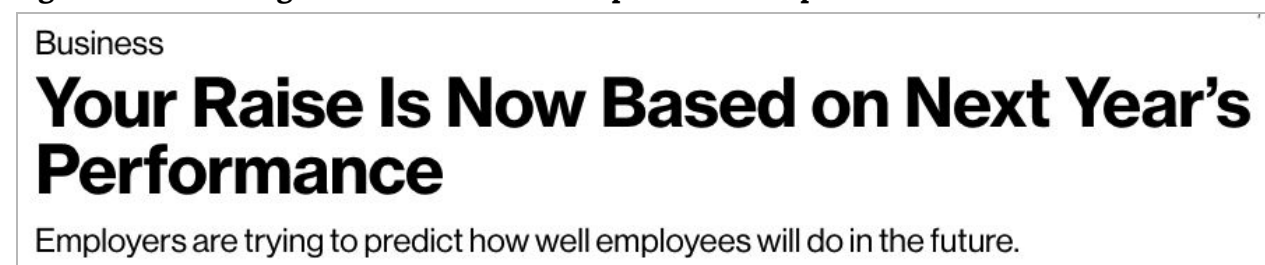 Business
Your Raise Is Now Based on Next Year’s
Performance
Employers are trying to predict how well employees will do in the future.